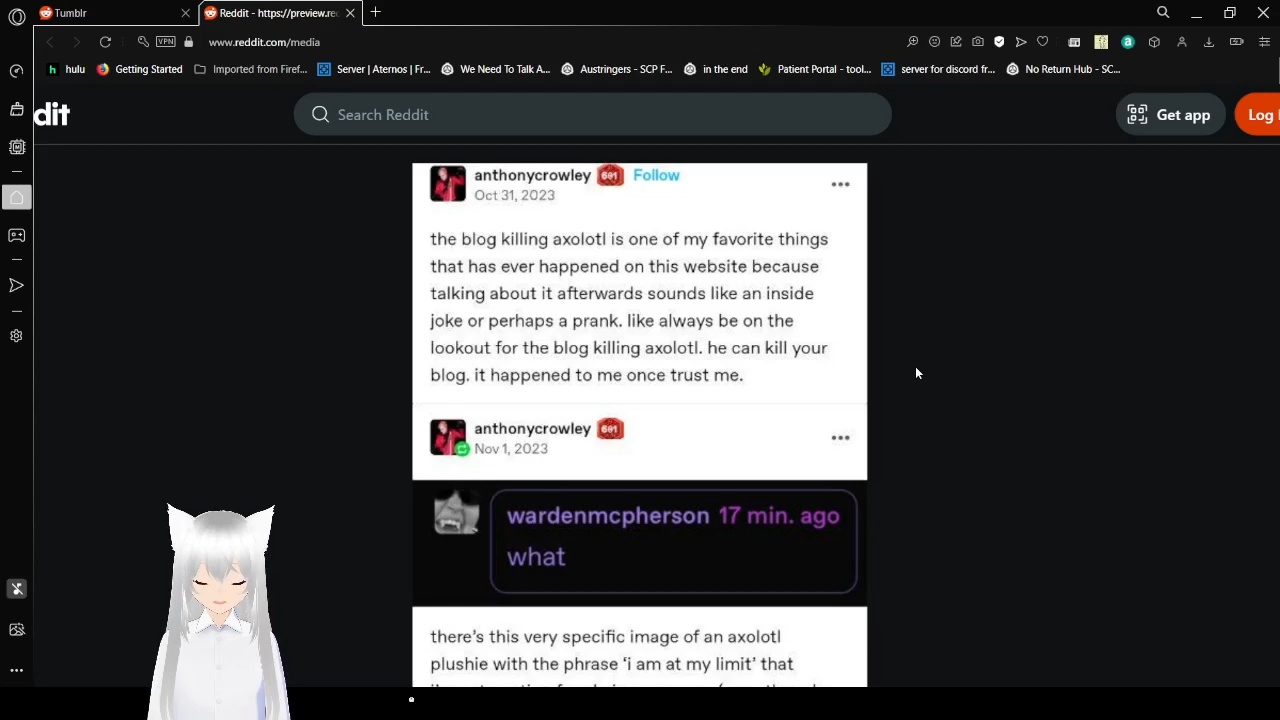 Tumblr
Reddit - https://preview.re
VPN
www.reddit.com/media
hulu
Getting Started
Imported from Firef...
Server | Aternos | Fr...
We Need To Talk A...
Austringers - SCP F...
in the end
Patient Portal - tool...
server for discord fr...
No Return Hub - SC...
dit
Search Reddit
Get app
Log
anthonycrowley Follow
Oct 31, 2023
the blog killing axolotl is one of my favorite things
that has ever happened on this website because
talking about it afterwards sounds like an inside
joke or perhaps a prank. like always be on the
lookout for the blog killing axolotl. he can kill your
blog. it happened to me once trust me.
anthonycrowley
Nov 1, 2023
wardenmcpherson 17 min. ago
what
there's this very specific image of an axolotl
plushie with the phrase 'i am at my limit' that